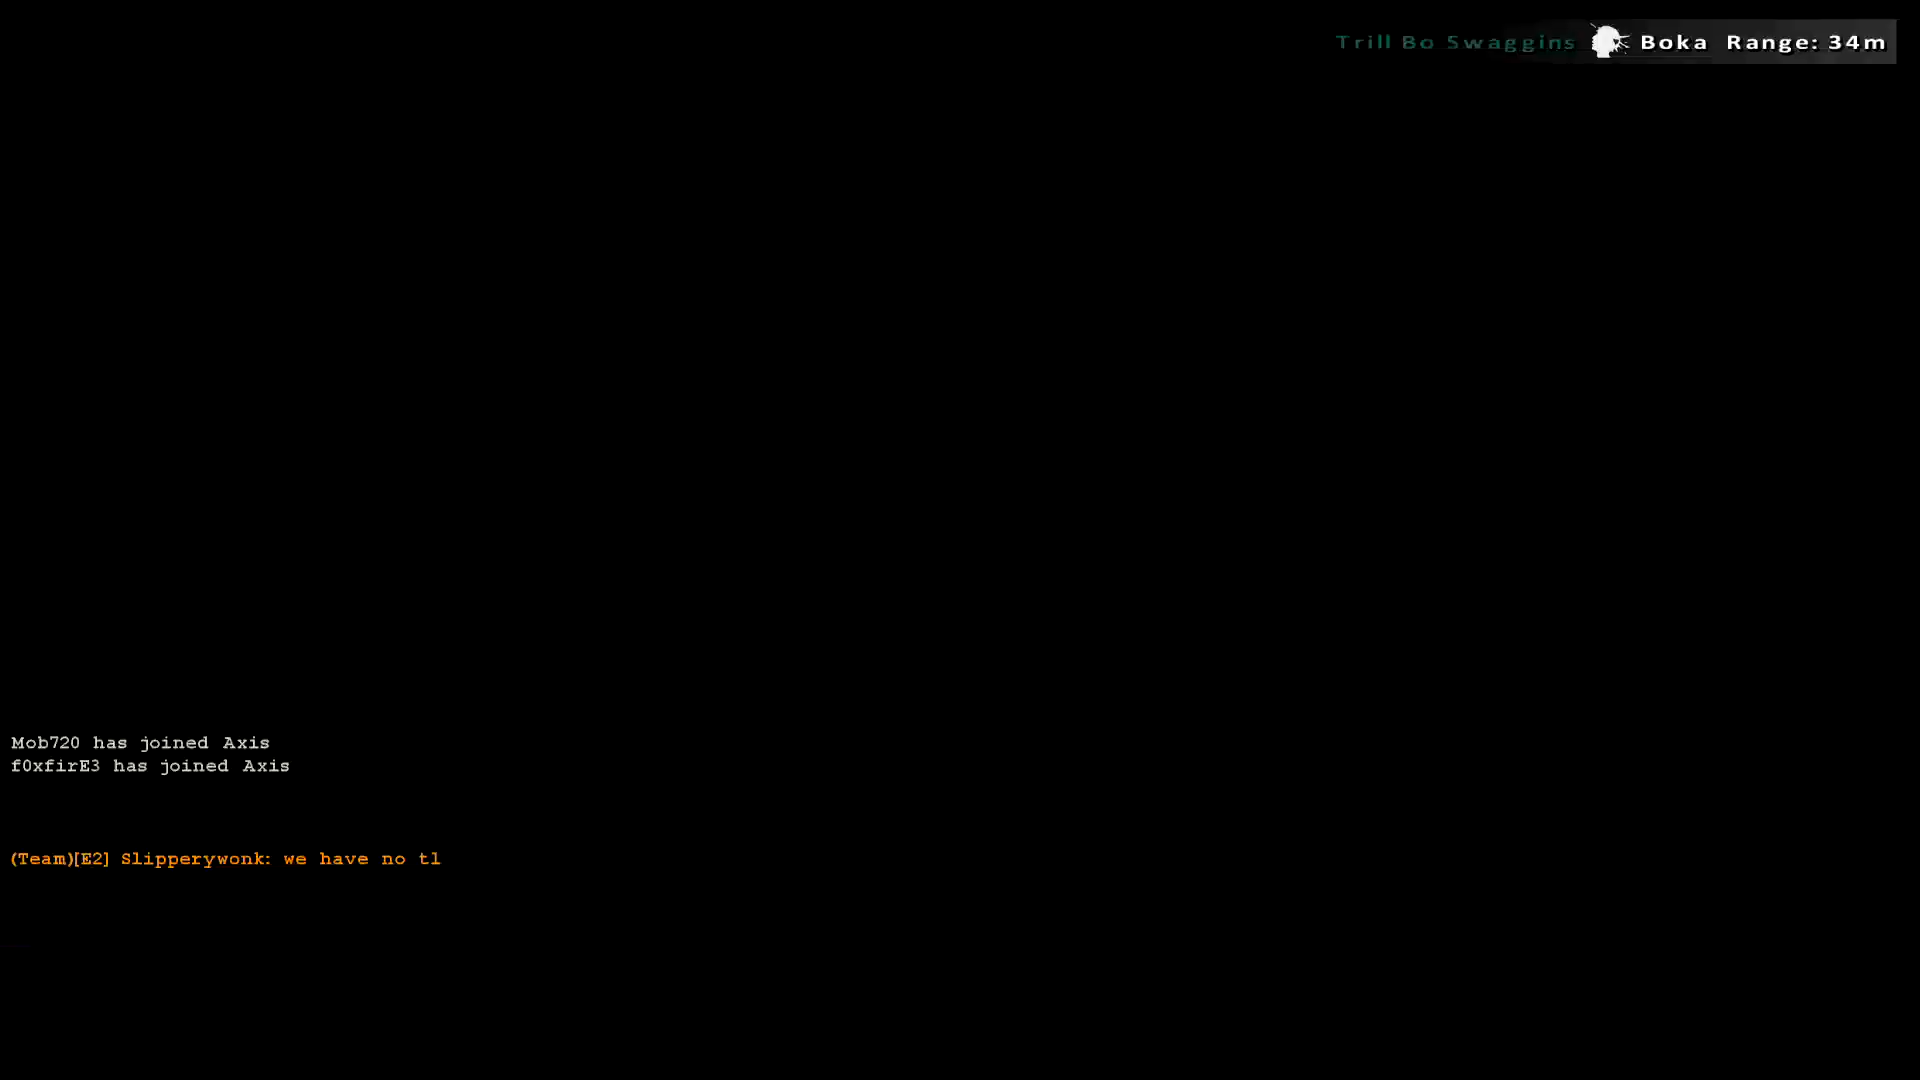 Trill Bo Swaggins Boka Range: 34m
Mob720 has joined Axis
f0xfirE3 has joined Axis
(Team)[E2] Slipperywonk: we have no tl